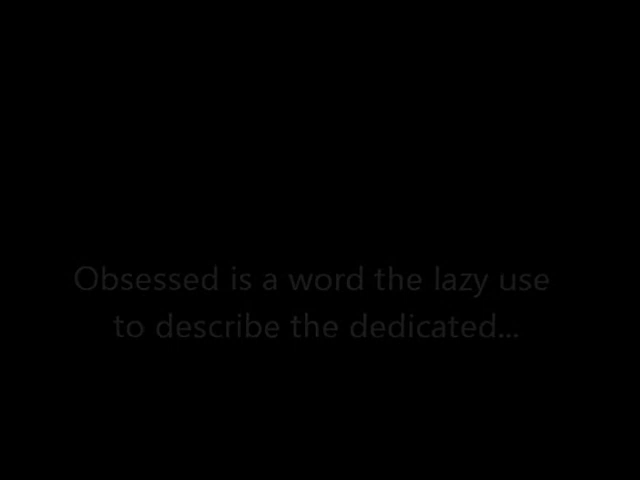 Obsessed is a word the lazy use
to describe the dedicated...